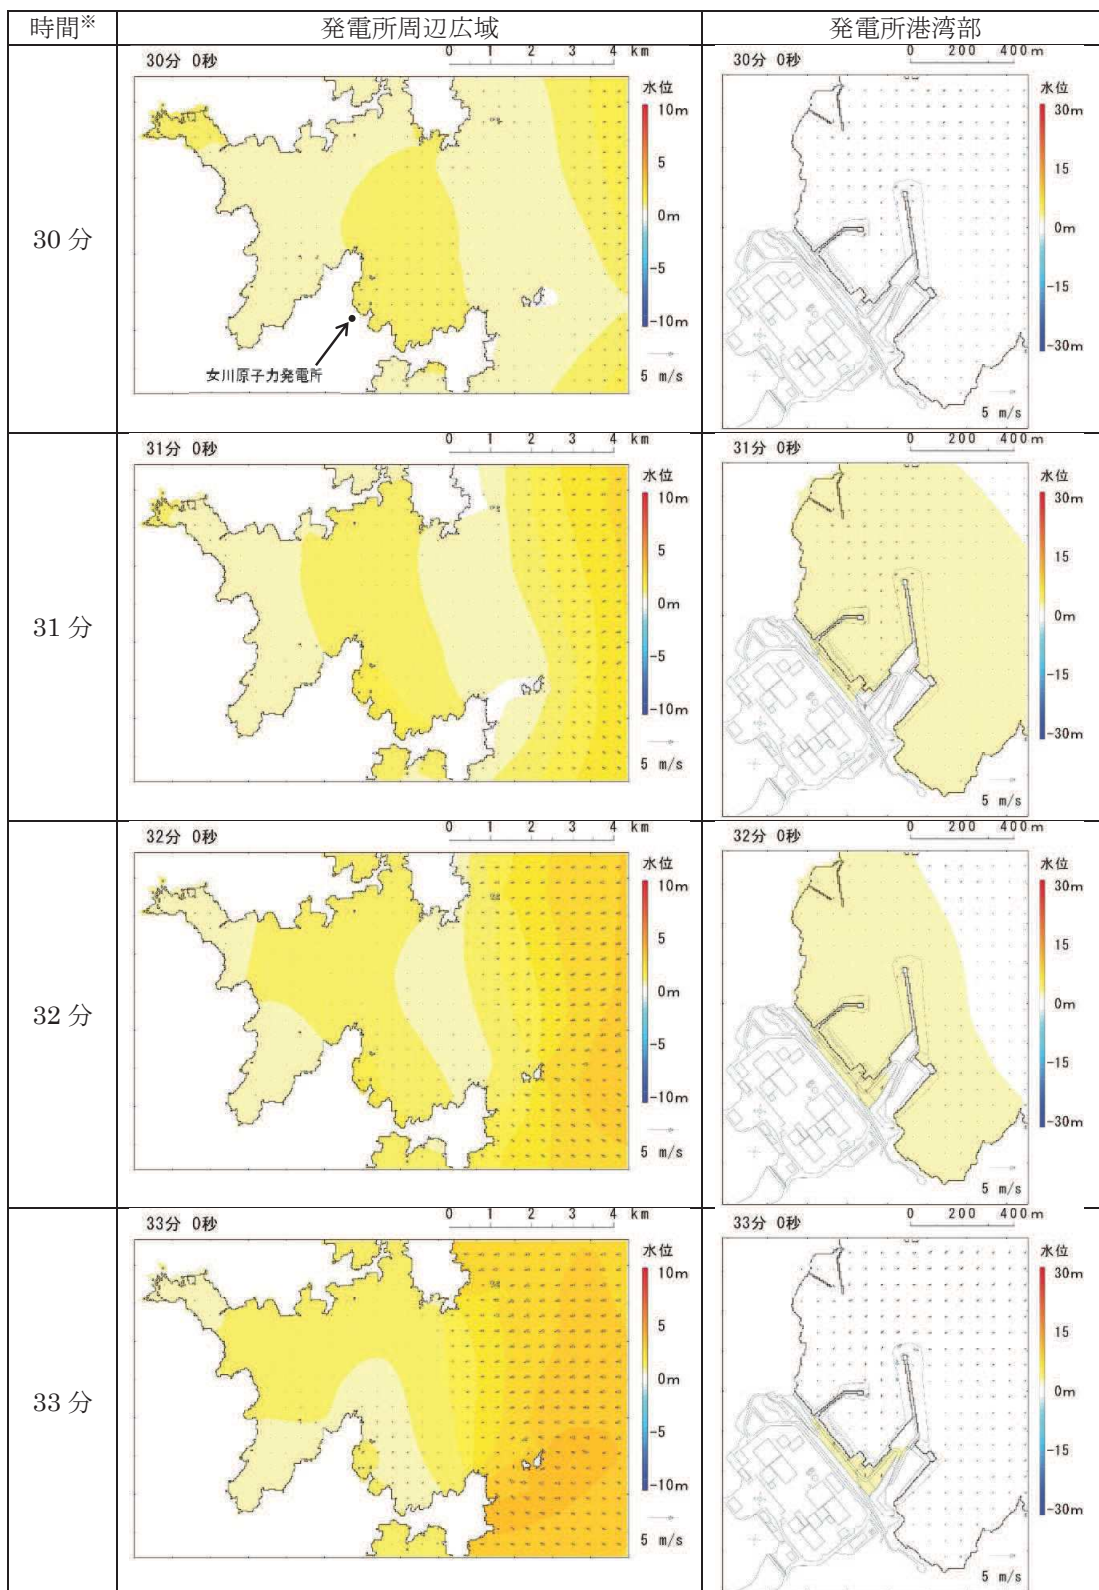 時間※
発電所周辺広域
発電所港湾部
30分
30分 0秒
0 1 2 3 4 km
水位
10m
5
0m
-5
-10m
5 m/s
女川原子力発電所
30分 0秒
0 200 400m
水位
30m
15
0m
-15
-30m
5 m/s
31分
31分 0秒
0 1 2 3 4 km
水位
10m
5
0m
-5
-10m
5 m/s
31分 0秒
0 200 400m
水位
30m
15
0m
-15
-30m
5 m/s
32分
32分 0秒
0 1 2 3 4 km
水位
10m
5
0m
-5
-10m
5 m/s
32分 0秒
0 200 400m
水位
30m
15
0m
-15
-30m
5 m/s
33分
33分 0秒
0 1 2 3 4 km
水位
10m
5
0m
-5
-10m
5 m/s
33分 0秒
0 200 400m
水位
30m
15
0m
-15
-30m
5 m/s